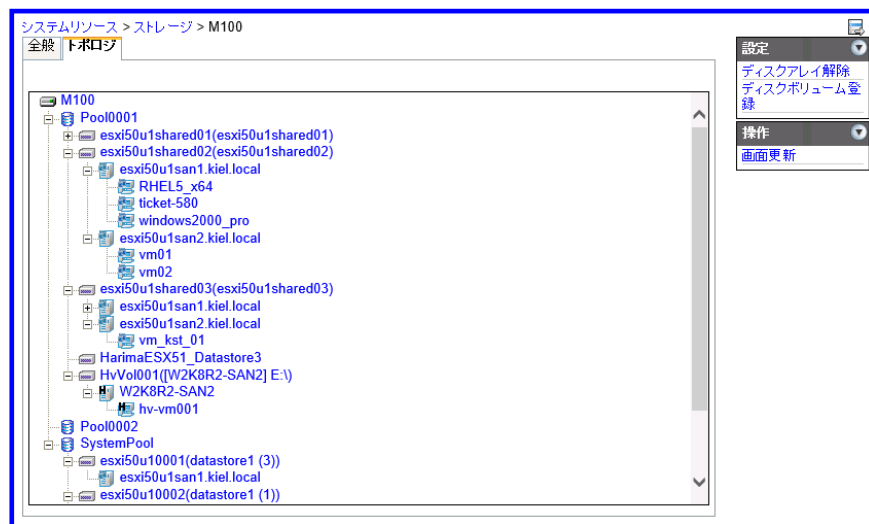 システムリソース > ストレージ > M100
全般 トポロジ
M100
Pool0001
esxi50u1shared01(esxi50u1shared01)
esxi50u1shared02(esxi50u1shared02)
esxi50u1san1.kiel.local
RHEL5_x64
ticket-580
windows2000_pro
esxi50u1san2.kiel.local
vm01
vm02
esxi50u1shared03(esxi50u1shared03)
esxi50u1san1.kiel.local
esxi50u1san2.kiel.local
vm_kst_01
HarimaESX51_Datastore3
HvVol001([W2K8R2-SAN2] E:\)
W2K8R2-SAN2
hv-vm001
Pool0002
SystemPool
esxi50u10001(datastore1 (3))
esxi50u1san1.kiel.local
esxi50u10002(datastore1 (1))
設定
ディスクアレイ解除
ディスクボリューム登
録
操作
画面更新